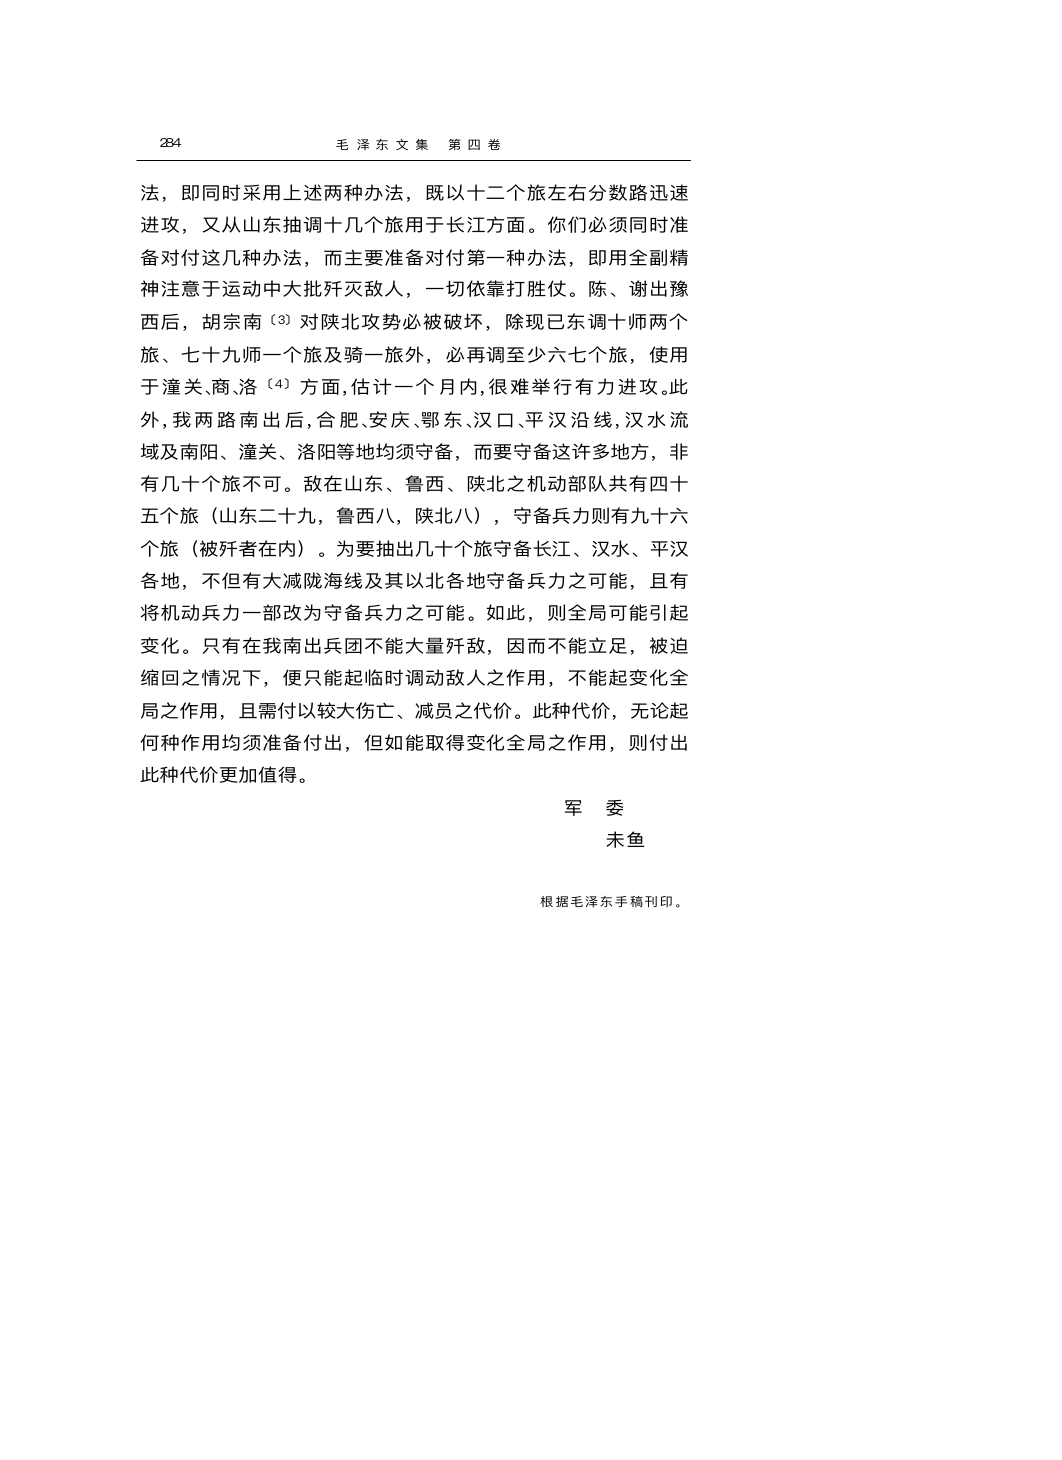 284 毛泽东文集 第四卷
法，即同时采用上述两种办法，既以十二个旅左右分数路迅速
进攻，又从山东抽调十几个旅用于长江方面。你们必须同时准
备对付这几种办法，而主要准备对付第一种办法，即用全副精
神注意于运动中大批歼灭敌人，一切依靠打胜仗。陈、谢出豫
西后，胡宗南〔3〕对陕北攻势必被破坏，除现已东调十师两个
旅、七十九师一个旅及骑一旅外，必再调至少六七个旅，使用
于潼关、商、洛〔4〕方面，估计一个月内，很难举行有力进攻。此
外，我两路南出后，合肥、安庆、鄂东、汉口、平汉沿线，汉水流
域及南阳、潼关、洛阳等地均须守备，而要守备这许多地方，非
有几十个旅不可。敌在山东、鲁西、陕北之机动部队共有四十
五个旅（山东二十九，鲁西八，陕北八），守备兵力则有九十六
个旅（被歼者在内）。为要抽出几十个旅守备长江、汉水、平汉
各地，不但有大减陇海线及其以北各地守备兵力之可能，且有
将机动兵力一部改为守备兵力之可能。如此，则全局可能引起
变化。只有在我南出兵团不能大量歼敌，因而不能立足，被迫
缩回之情况下，便只能起临时调动敌人之作用，不能起变化全
局之作用，且需付以较大伤亡、减员之代价。此种代价，无论起
何种作用均须准备付出，但如能取得变化全局之作用，则付出
此种代价更加值得。
军 委
未鱼
根据毛泽东手稿刊印。